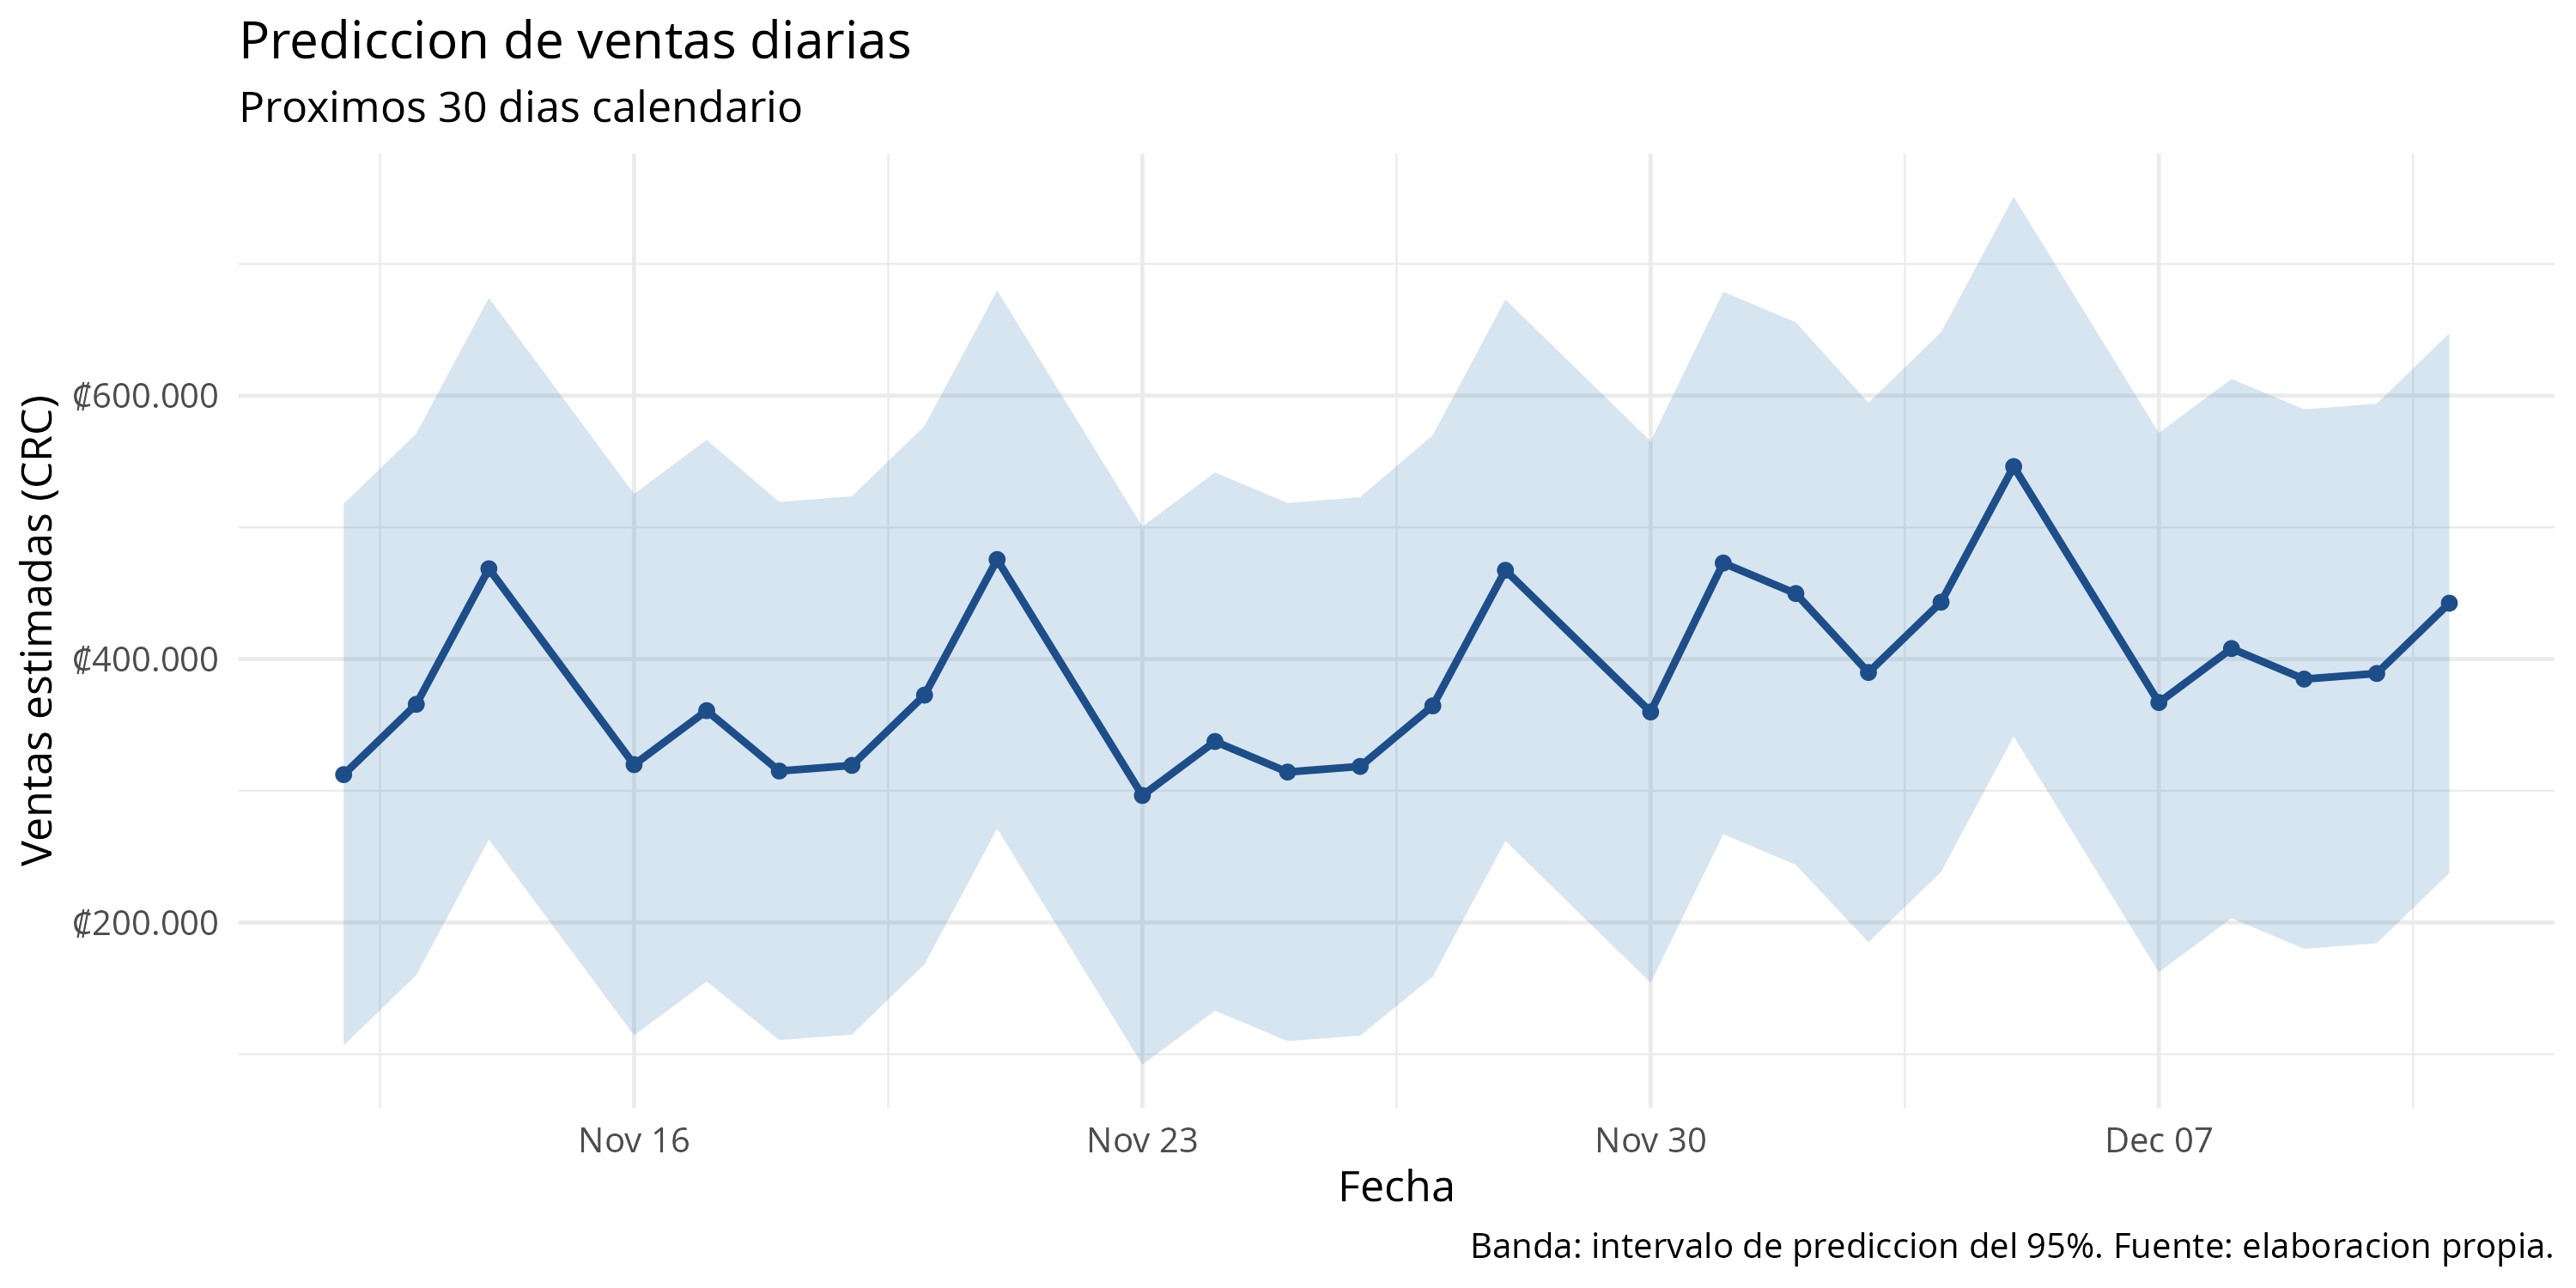 Prediccion de ventas diarias
Proximos 30 dias calendario
Ventas estimadas (CRC)
₡600.000
₡400.000
₡200.000
Nov 16
Nov 23
Nov 30
Dec 07
Fecha
Banda: intervalo de prediccion del 95%. Fuente: elaboracion propia.